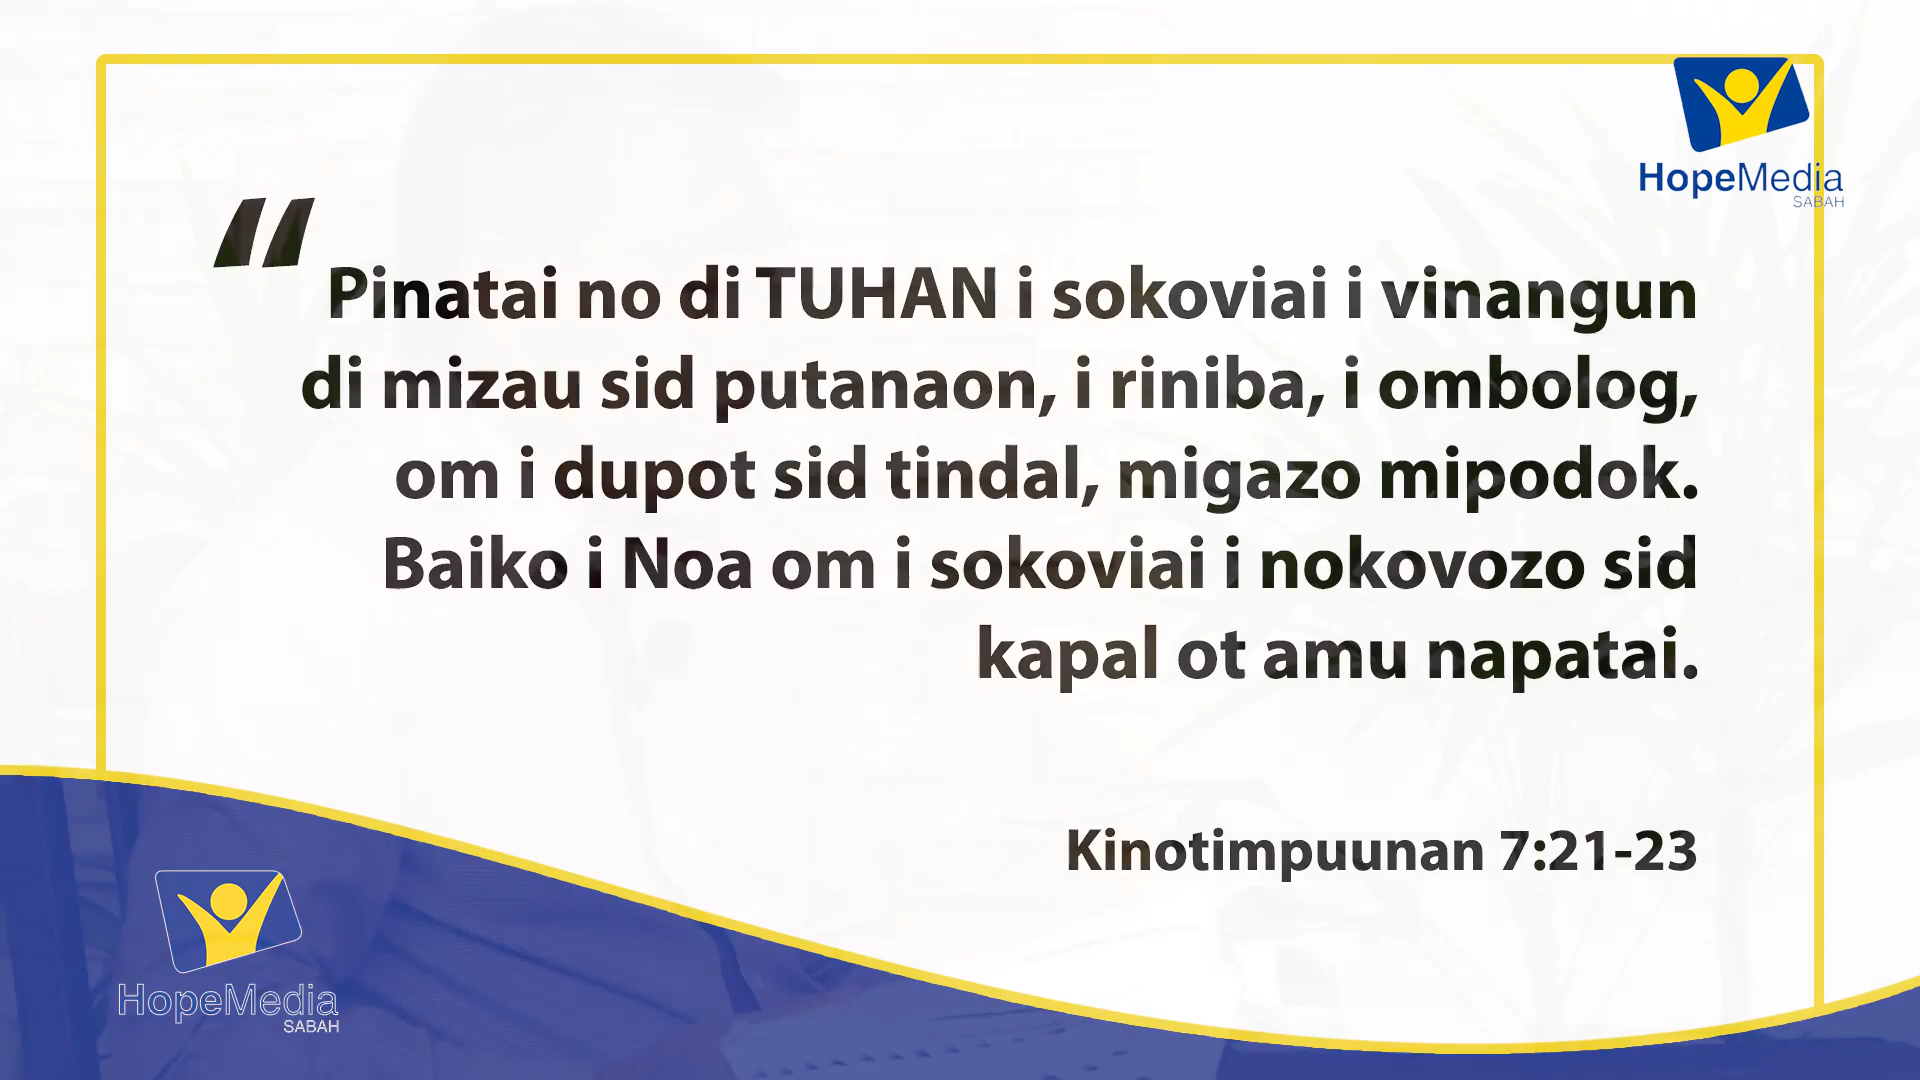 HopeMedia
SABAH
“Pinatai no di TUHAN i sokoviai i vinangun
di mizau sid putanaon, i riniba, i ombolog,
om i dupot sid tindal, migazo mipodok.
Baiko i Noa om i sokoviai i nokovozo sid
kapal ot amu napatai.
Kinotimpuunan 7:21-23
HopeMedia
SABAH